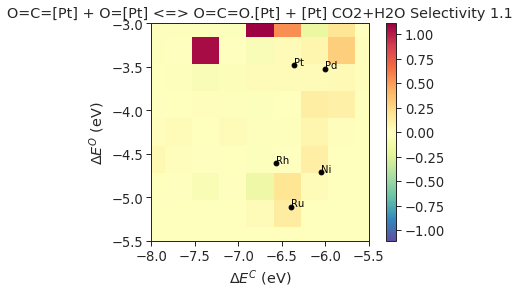 O=C=[Pt] + O=[Pt] <=> O=C=O.[Pt] + [Pt] CO2+H2O Selectivity 1.1
−3.0
−3.5
−4.0
−4.5
−5.0
−5.5
ΔE^O (eV)
Pt
Pd
Rh
Ni
Ru
−8.0 −7.5 −7.0 −6.5 −6.0 −5.5
ΔE^C (eV)
1.00
0.75
0.50
0.25
0.00
−0.25
−0.50
−0.75
−1.00